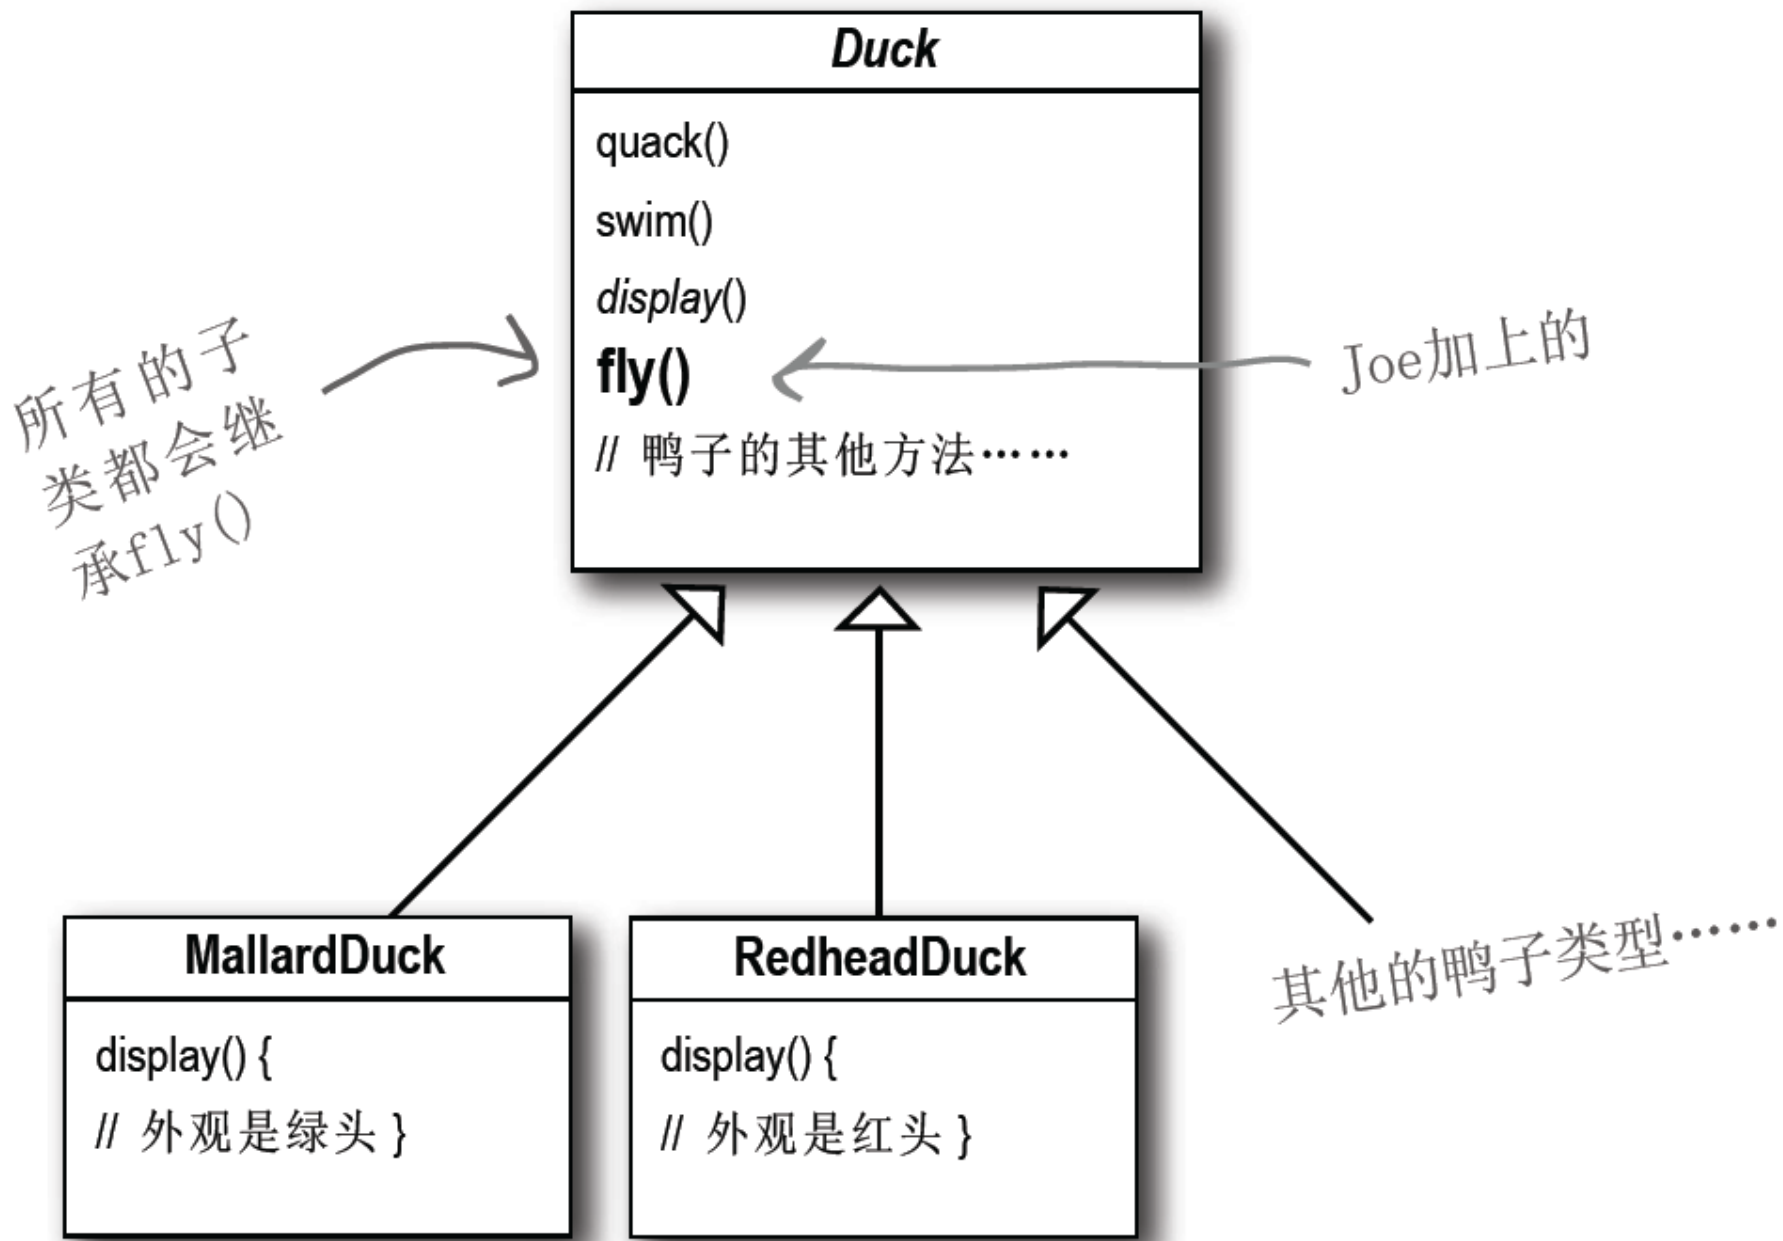 Duck
quack()
swim()
display()
fly()
// 鸭子的其他方法……
所有的子
类都会继
承fly()
Joe加上的
MallardDuck
display() {
// 外观是绿头 }
RedheadDuck
display() {
// 外观是红头 }
其他的鸭子类型……